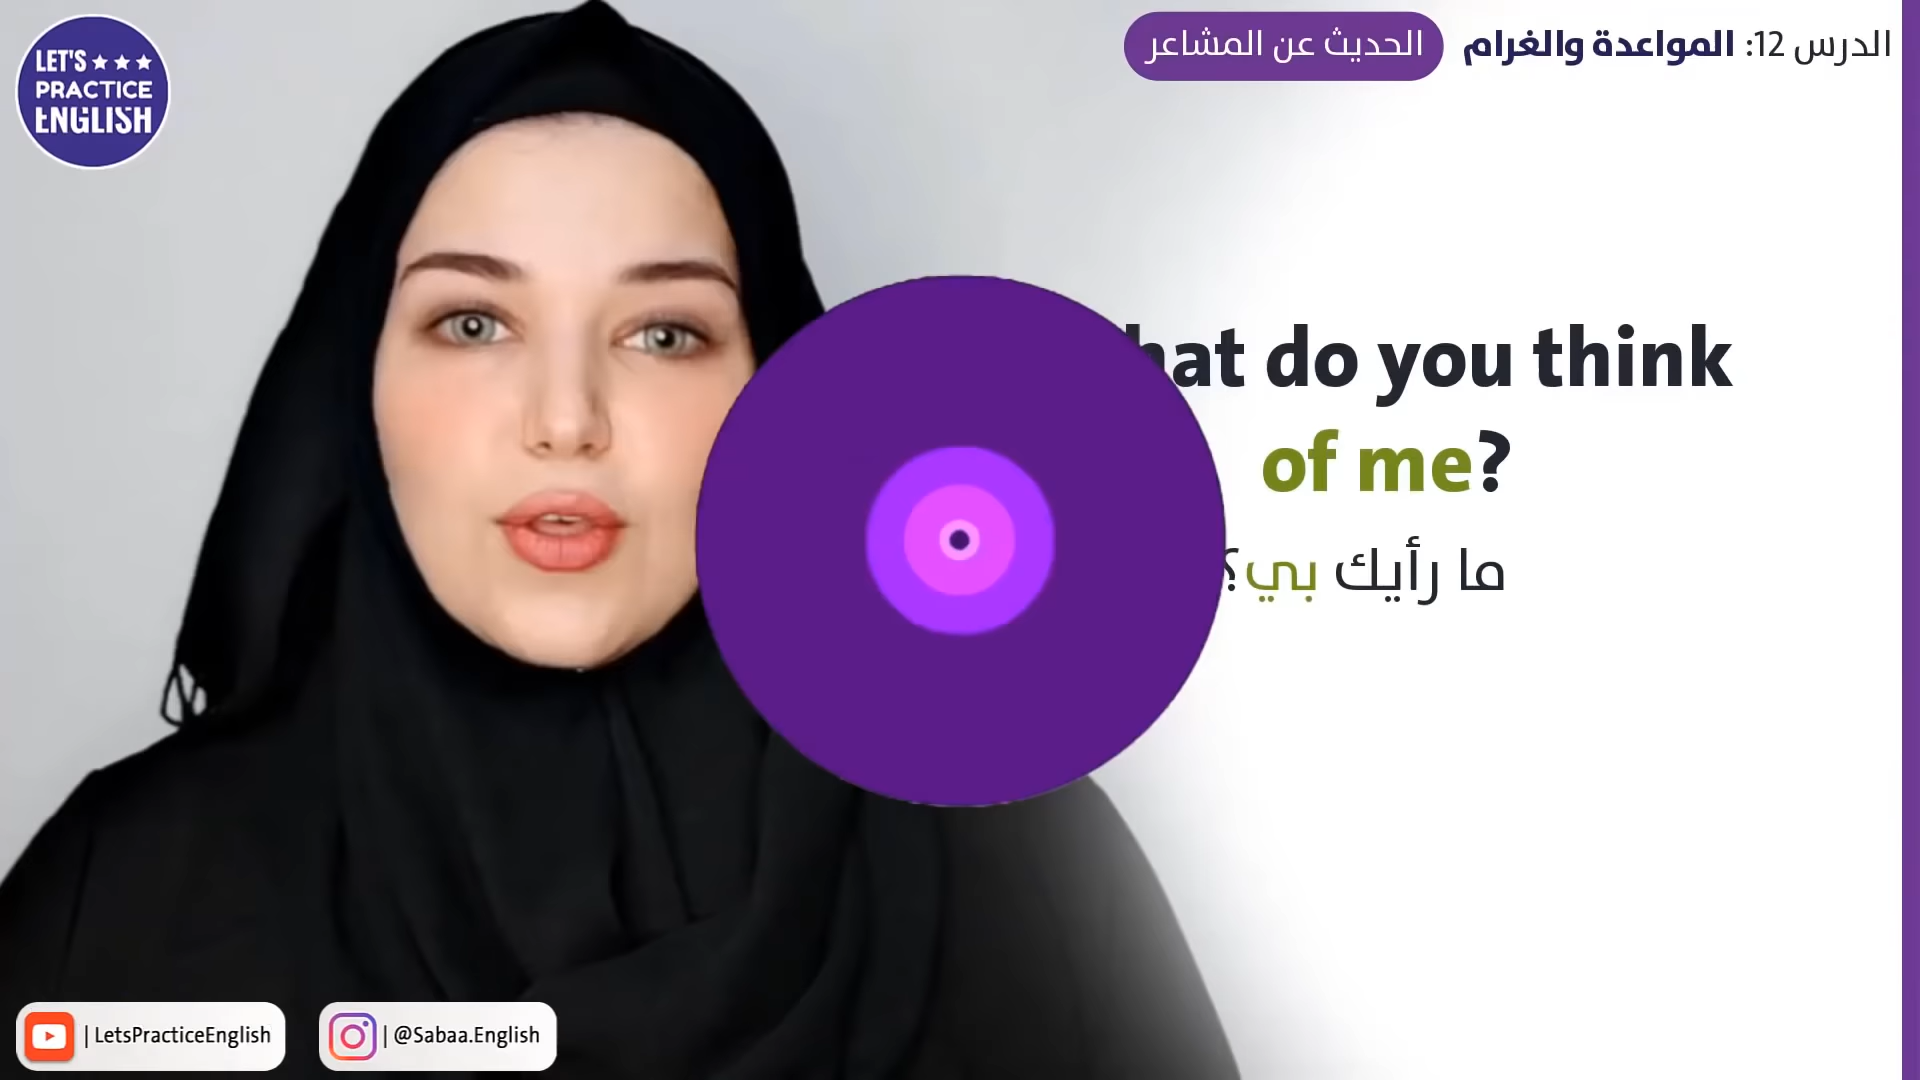 LET'S
PRACTICE
ENGLISH
الدرس 12: المواعدة والغرام
الحديث عن المشاعر
do you think
of me?
ما رأيك بي؟
| LetsPracticeEnglish
| @Sabaa.English